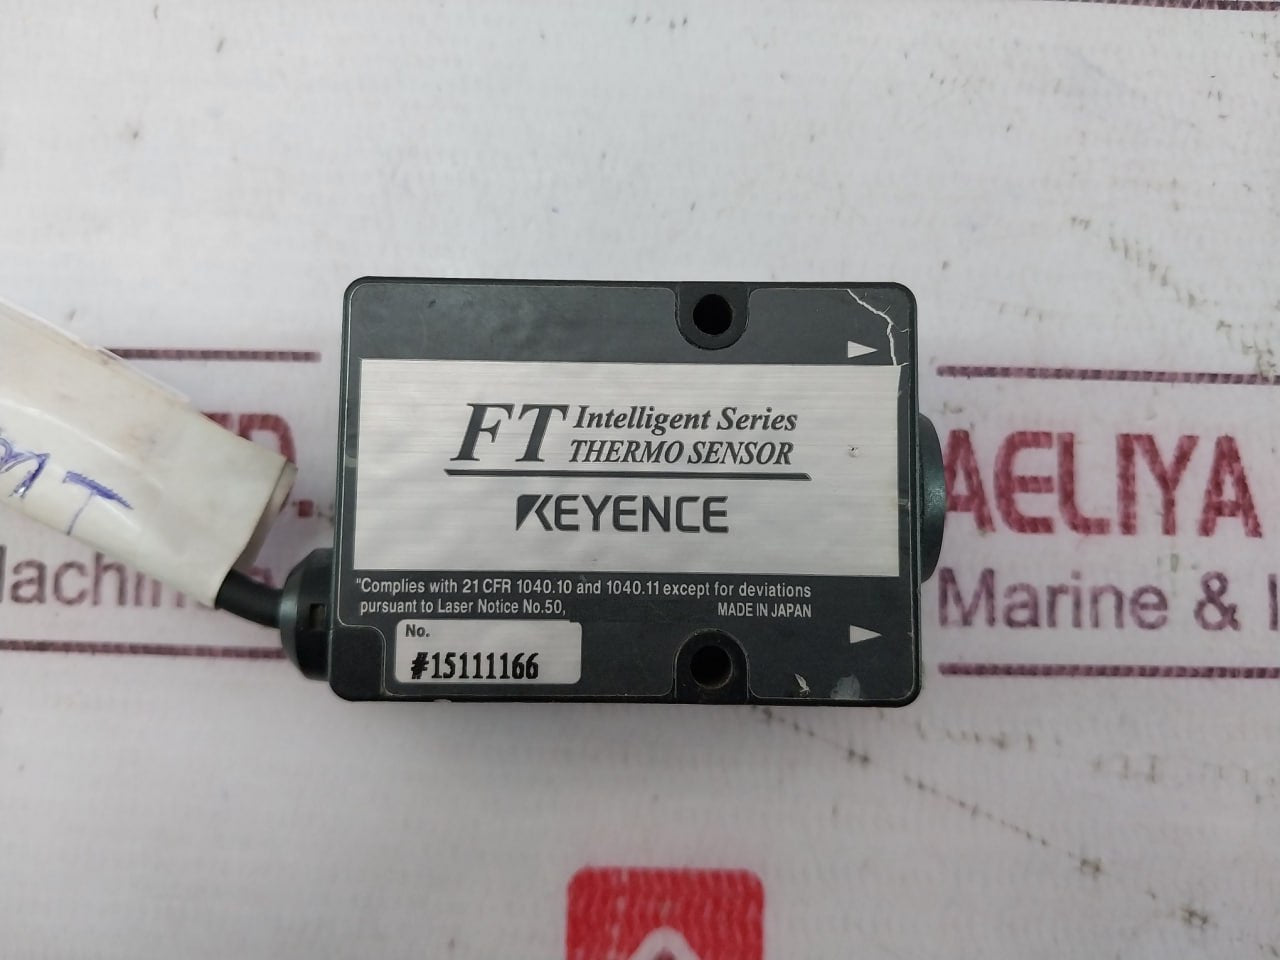 FT Intelligent Series
THERMO SENSOR
KEYENCE
"Complies with 21 CFR 1040.10 and 1040.11 except for deviations
pursuant to Laser Notice No.50,
MADE IN JAPAN
No.
#15111166
AELIYA
Marine &